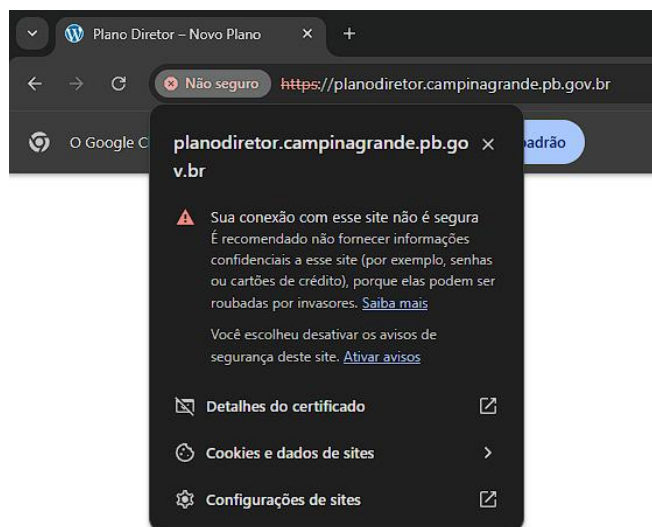 Plano Diretor – Novo Plano
Não seguro
https://planodiretor.campinagrande.pb.gov.br
O Google C
padrão
planodiretor.campinagrande.pb.go
v.br
Sua conexão com esse site não é segura
É recomendado não fornecer informações
confidenciais a esse site (por exemplo, senhas
ou cartões de crédito), porque elas podem ser
roubadas por invasores. Saiba mais
Você escolheu desativar os avisos de
segurança deste site. Ativar avisos
Detalhes do certificado
Cookies e dados de sites
Configurações de sites